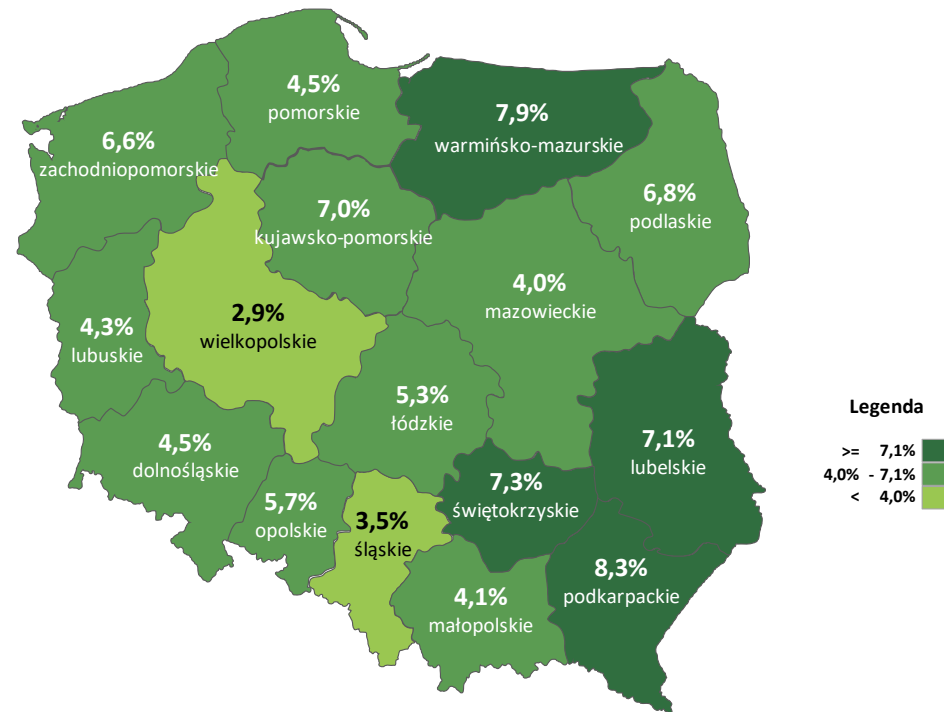 4,5%
pomorskie
7,9%
warmińsko-mazurskie
6,6%
zachodniopomorskie
6,8%
podlaskie
7,0%
kujawsko-pomorskie
4,0%
mazowieckie
2,9%
wielkopolskie
4,3%
lubuskie
5,3%
łódzkie
4,5%
dolnośląskie
7,1%
lubelskie
7,3%
świętokrzyskie
5,7%
opolskie
3,5%
śląskie
8,3%
podkarpackie
4,1%
małopolskie
Legenda
>= 7,1%
4,0% - 7,1%
< 4,0%